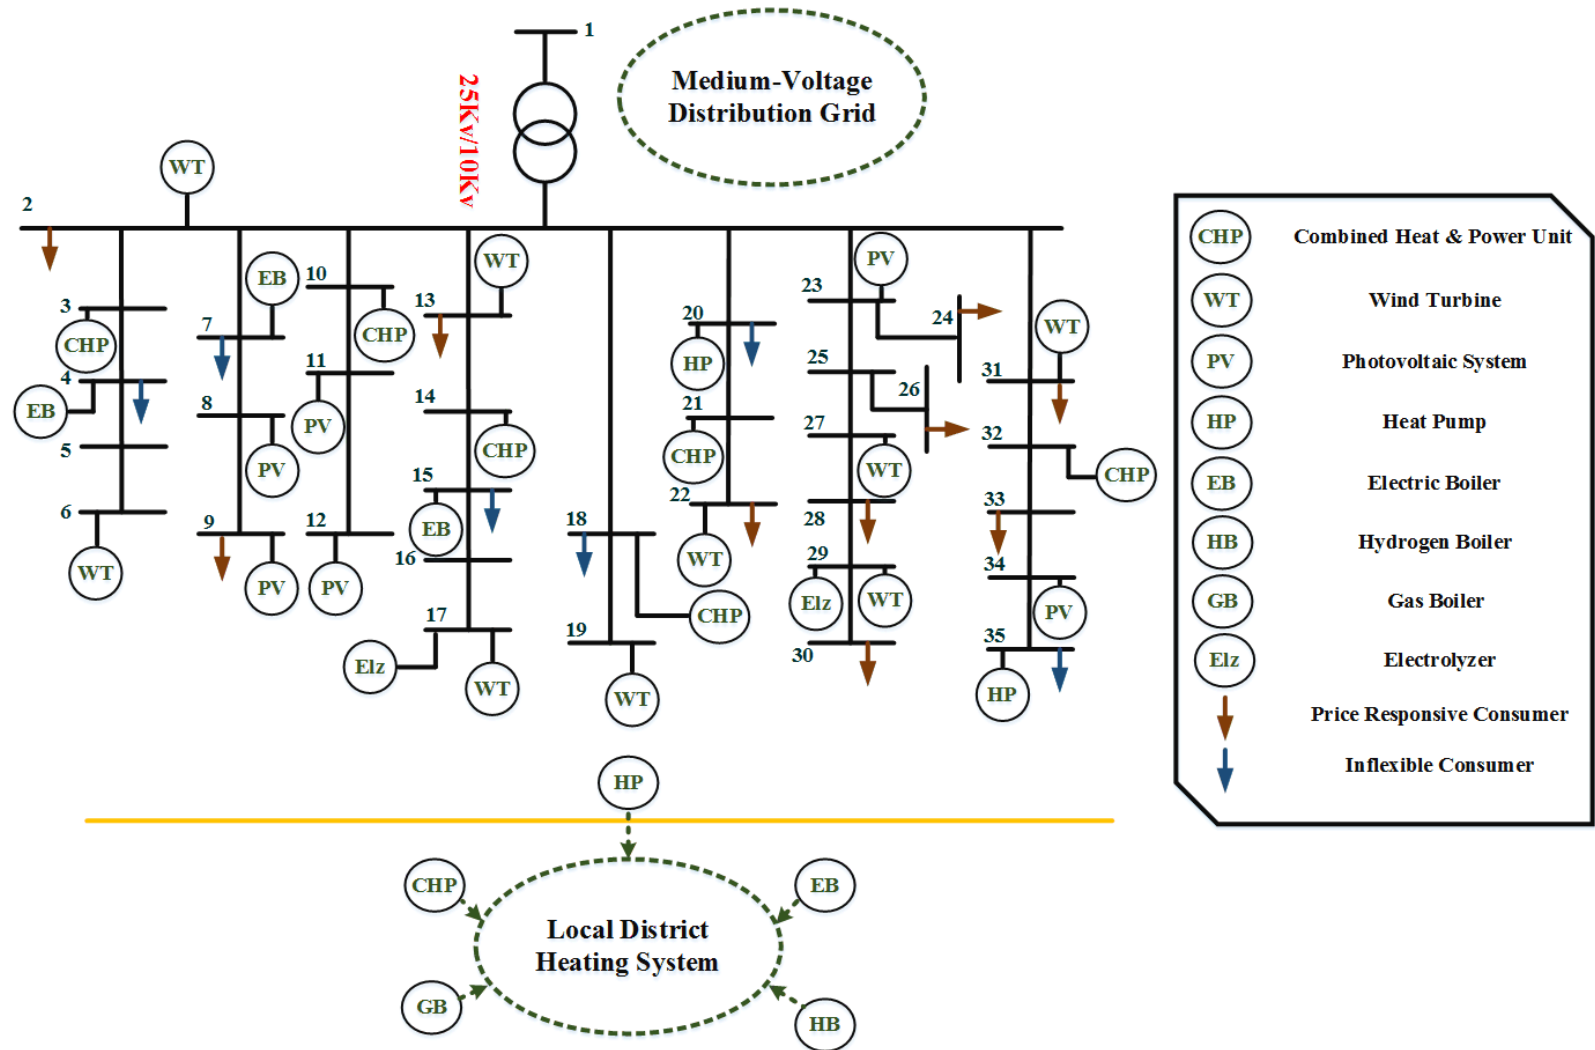 1
Medium-Voltage
Distribution Grid
25Kv/10Kv
WT
2
3
CHP
4
EB
5
6
WT
EB
7
8
PV
9
PV
10
CHP
11
PV
12
PV
WT
13
14
CHP
15
EB
16
17
Elz
WT
18
CHP
19
WT
20
HP
21
CHP
22
WT
PV
23
24
25
26
27
WT
28
29
Elz
WT
30
WT
31
32
CHP
33
34
PV
35
HP
CHP Combined Heat & Power Unit
WT Wind Turbine
PV Photovoltaic System
HP Heat Pump
EB Electric Boiler
HB Hydrogen Boiler
GB Gas Boiler
Elz Electrolyzer
Price Responsive Consumer
Inflexible Consumer
HP
CHP
EB
Local District
Heating System
GB
HB